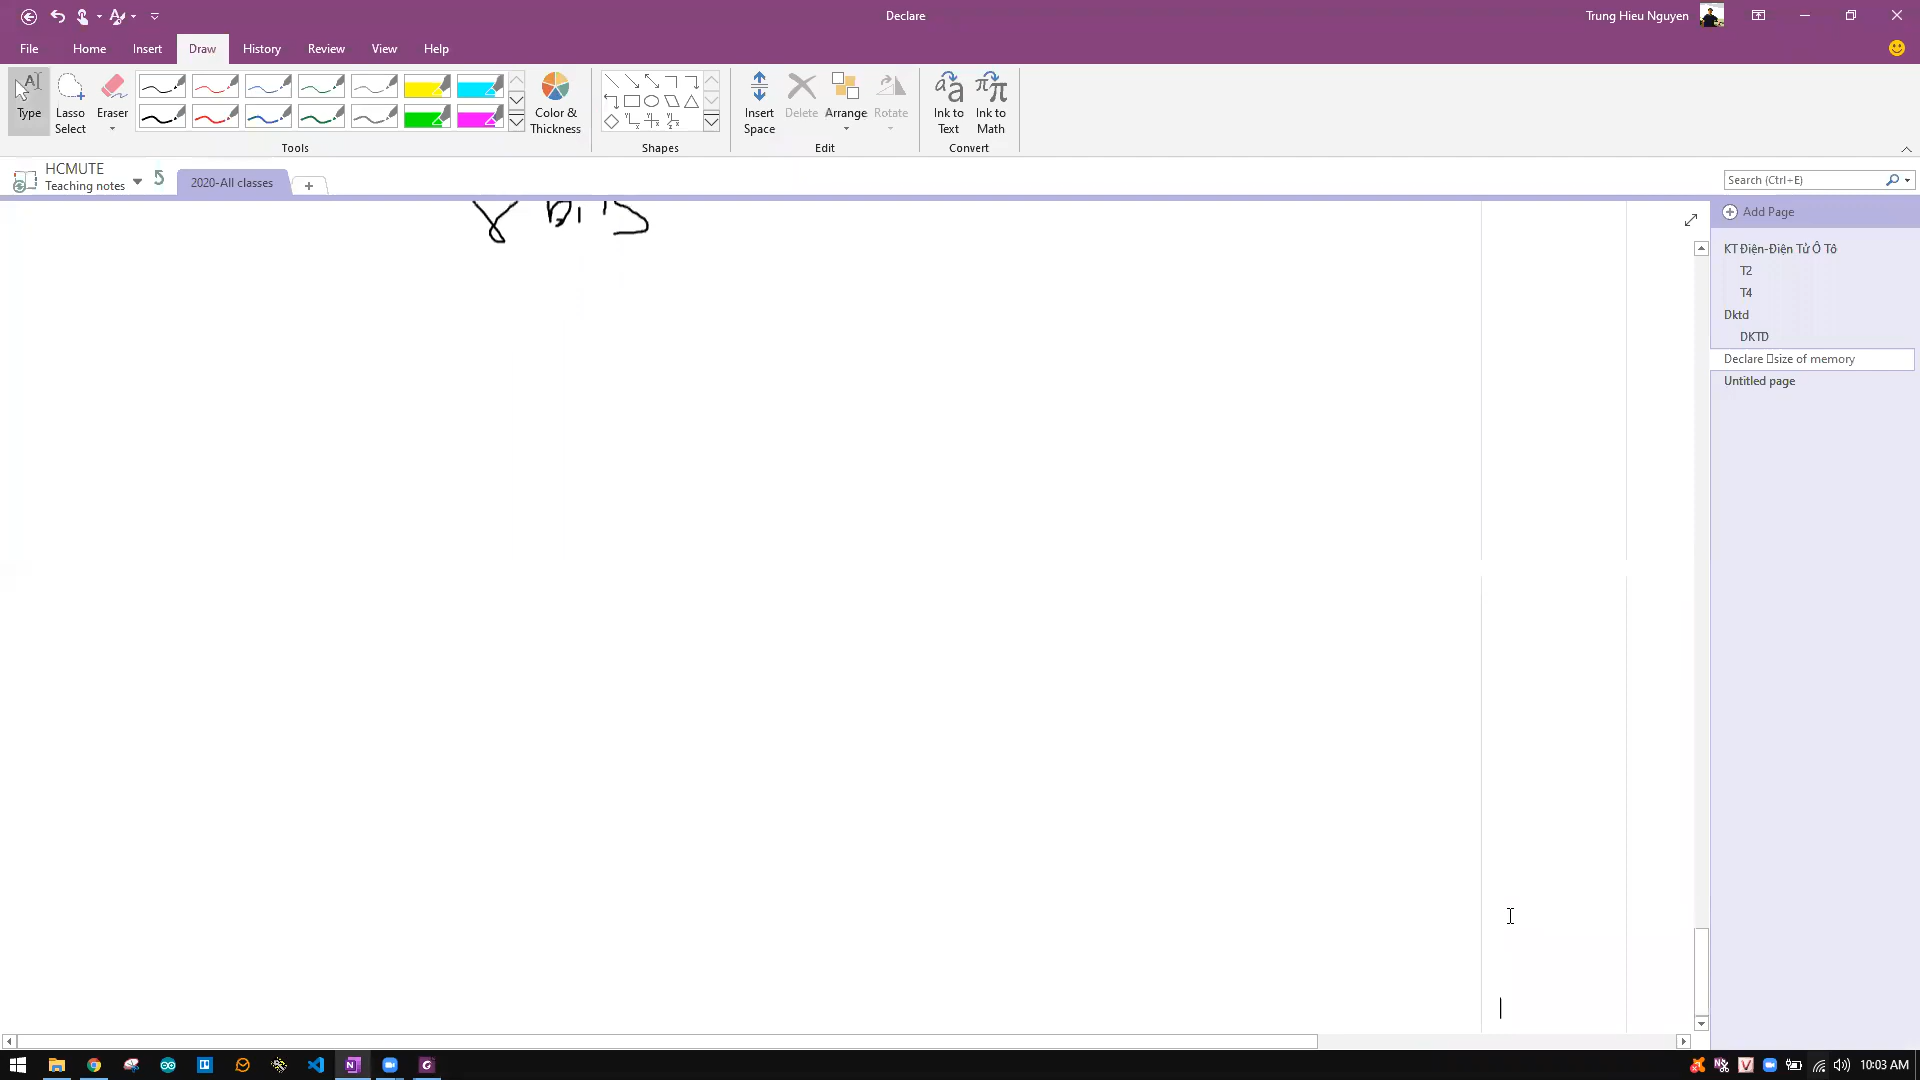 Declare
Trung Hieu Nguyen
File
Home
Insert
Draw
History
Review
View
Help
Type
Lasso
Select
Eraser
Color &
Thickness
Insert
Space
Delete
Arrange
Rotate
Ink to
Text
Ink to
Math
Tools
Shapes
Edit
Convert
HCMUTE
Teaching notes
2020-All classes
Search (Ctrl+E)
8 Bits
Add Page
KT Điện-Điện Tử Ô Tô
T2
T4
Dktd
DKTD
Declare size of memory
Untitled page
10:03 AM